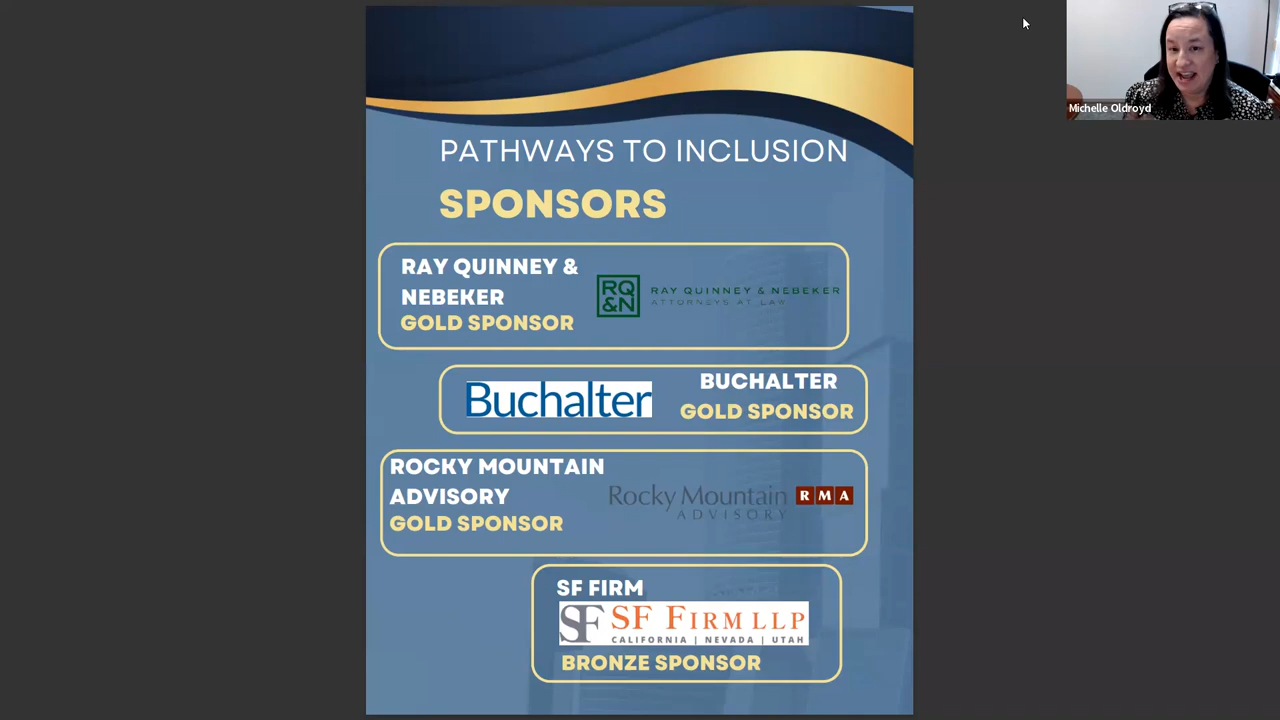 Michelle Oldroyd
PATHWAYS TO INCLUSION
SPONSORS
RAY QUINNEY &
NEBEKER
GOLD SPONSOR
RQ
&N
RAY QUINNEY & NEBEKER
ATTORNEYS AT LAW
Buchalter
BUCHALTER
GOLD SPONSOR
ROCKY MOUNTAIN
ADVISORY
GOLD SPONSOR
Rocky Mountain
ADVISORY
RMA
SF FIRM
SF SF FIRM LLP
CALIFORNIA | NEVADA | UTAH
BRONZE SPONSOR